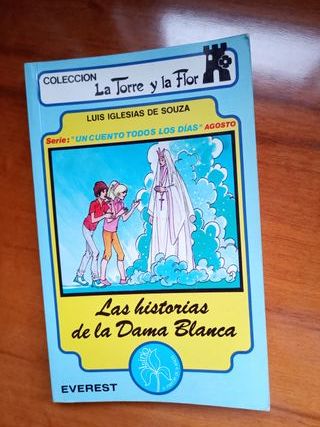 COLECCION
La Torre y la Flor
LUIS IGLESIAS DE SOUZA
Serie: "UN CUENTO TODOS LOS DÍAS" AGOSTO
Las historias
de la Dama Blanca
EVEREST